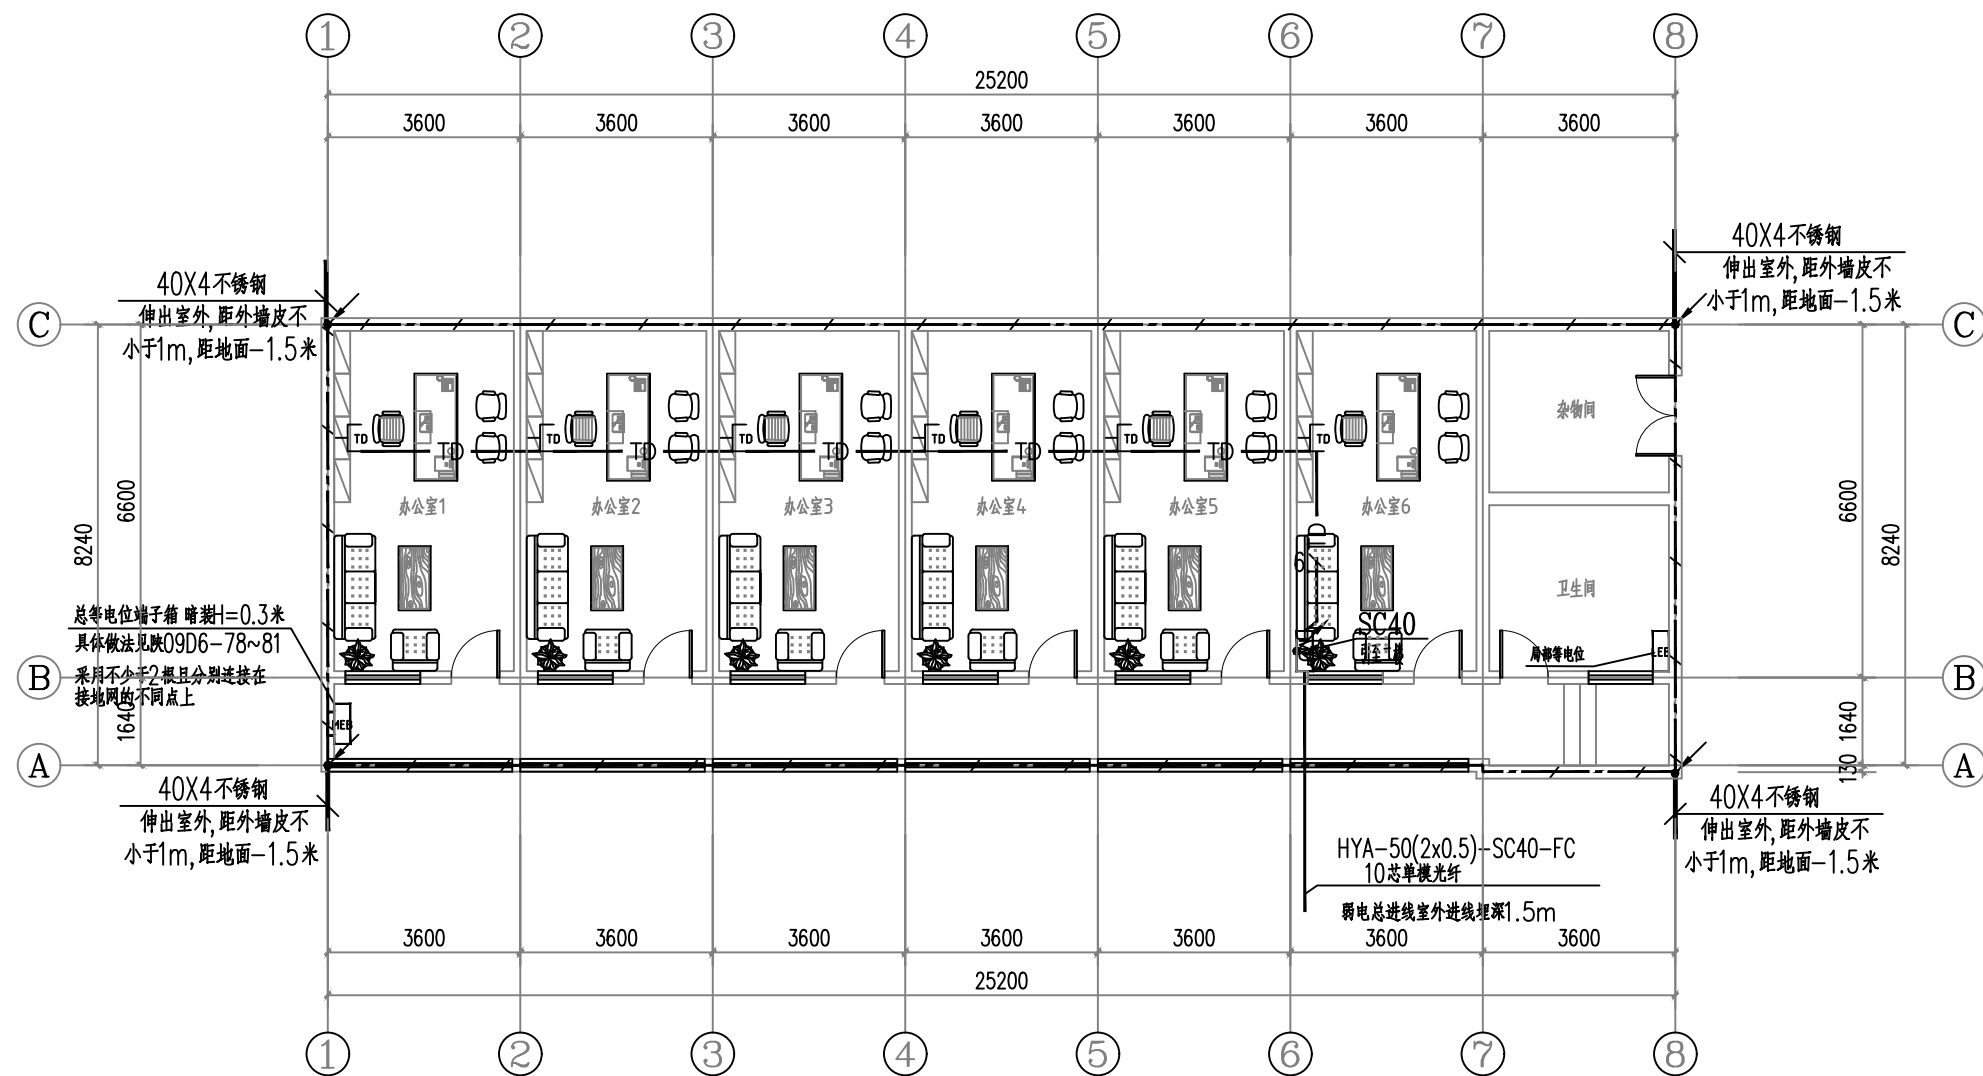 1 2 3 4 5 6 7 8
25200
3600 3600 3600 3600 3600 3600 3600
40X4不锈钢
伸出室外,距外墙皮不
小于1m,距地面-1.5米
40X4不锈钢
伸出室外,距外墙皮不
小于1m,距地面-1.5米
C C
TD TD TD TD TD TD
TD TD TD TD TD TD
杂物间
办公室1 办公室2 办公室3 办公室4 办公室5 办公室6
6600
8240
6600
8240
6
卫生间
总等电位端子箱 暗装H=0.3米
具体做法见陕09D6-78~81
采用不少于2根且分别连接在
接地网的不同点上
SC40
局部等电位
LEB
B B
1640
MEB
1640
130
A A
40X4不锈钢
伸出室外,距外墙皮不
小于1m,距地面-1.5米
40X4不锈钢
伸出室外,距外墙皮不
小于1m,距地面-1.5米
HYA-50(2x0.5)-SC40-FC
10芯单模光纤
弱电总进线室外进线埋深1.5m
3600 3600 3600 3600 3600 3600 3600
25200
1 2 3 4 5 6 7 8